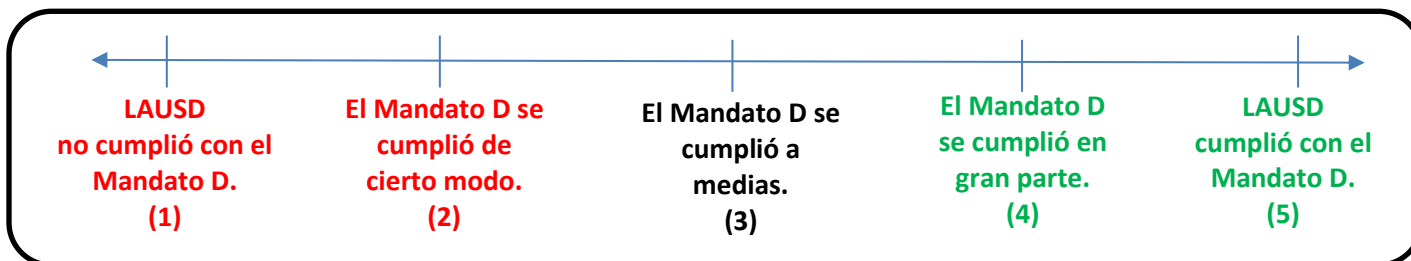 LAUSD
no cumplió con el
Mandato D.
(1)
El Mandato D se
cumplió de
cierto modo.
(2)
El Mandato D se
cumplió a
medias.
(3)
El Mandato D
se cumplió en
gran parte.
(4)
LAUSD
cumplió con el
Mandato D.
(5)